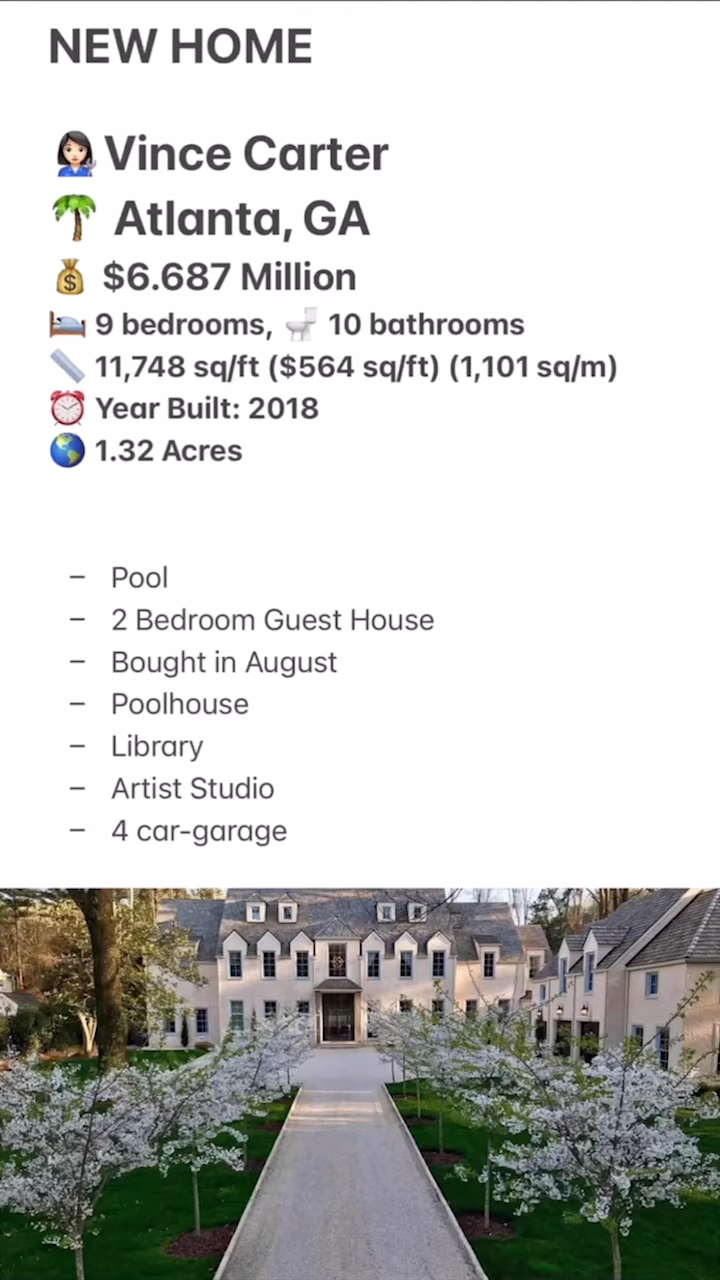 NEW HOME
👩🏻‍🔧Vince Carter
🌴 Atlanta, GA
💰 $6.687 Million
🛏️ 9 bedrooms, 🚽 10 bathrooms
📏 11,748 sq/ft ($564 sq/ft) (1,101 sq/m)
⏰ Year Built: 2018
🌎 1.32 Acres
– Pool
– 2 Bedroom Guest House
– Bought in August
– Poolhouse
– Library
– Artist Studio
– 4 car-garage